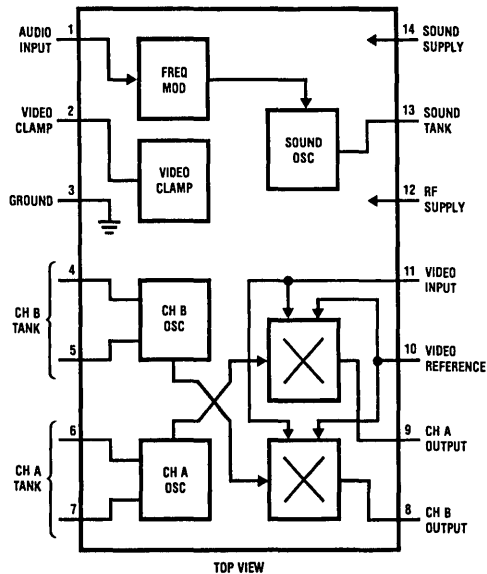 AUDIO
INPUT
1
VIDEO
CLAMP
2
GROUND
3
CH B
TANK
4
5
CH A
TANK
6
7
FREQ
MOD
VIDEO
CLAMP
SOUND
OSC
CH B
OSC
CH A
OSC
14 SOUND
SUPPLY
13 SOUND
TANK
12 RF
SUPPLY
11 VIDEO
INPUT
10 VIDEO
REFERENCE
9 CH A
OUTPUT
8 CH B
OUTPUT
TOP VIEW